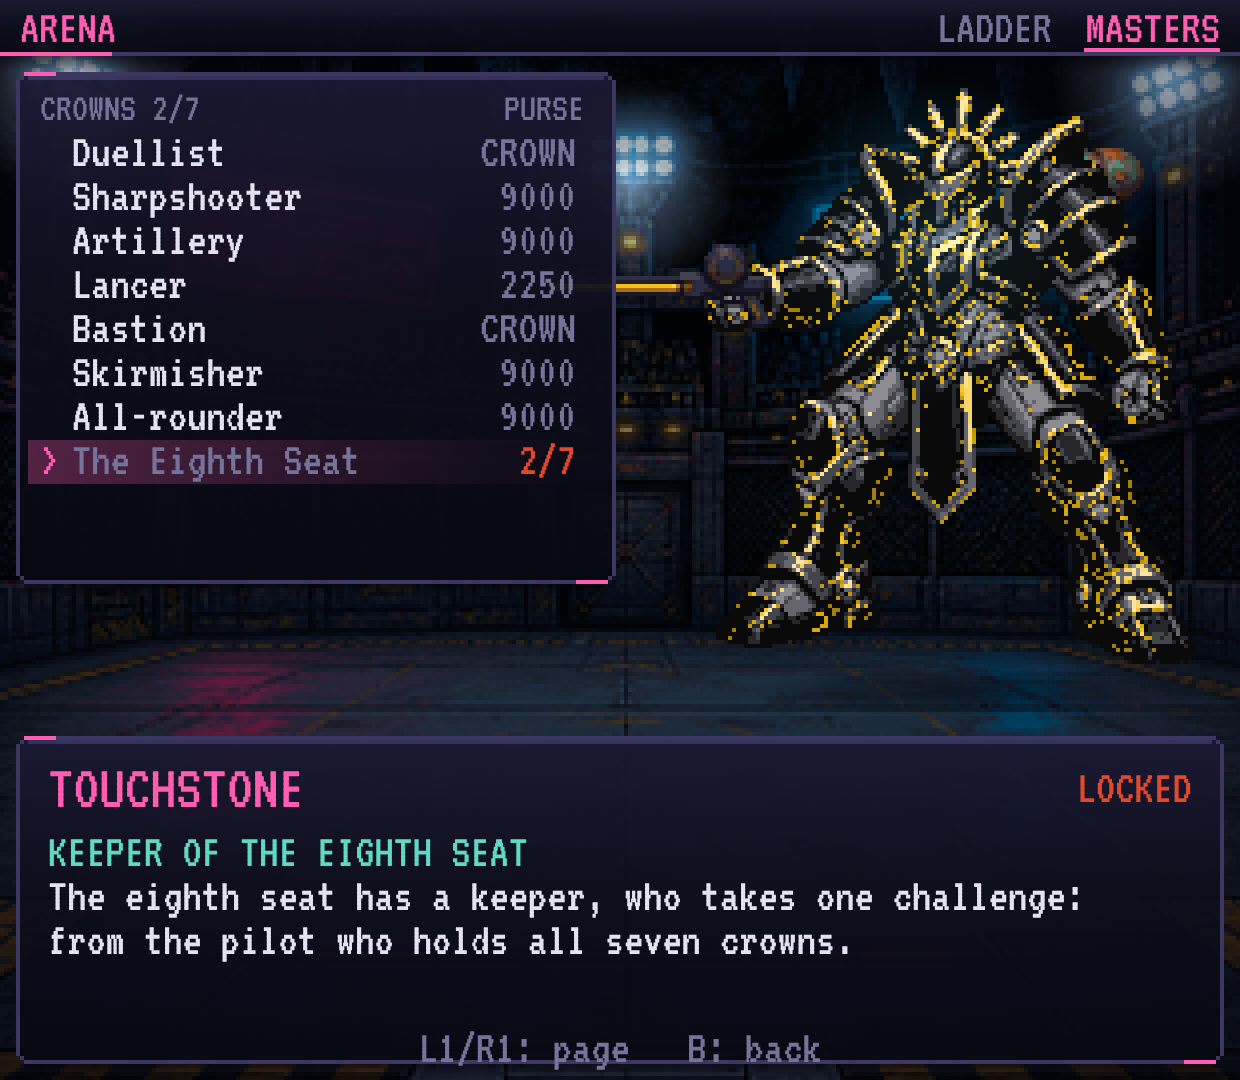 ARENA LADDER MASTERS
CROWNS 2/7 PURSE
Duellist CROWN
Sharpshooter 9000
Artillery 9000
Lancer 2250
Bastion CROWN
Skirmisher 9000
All-rounder 9000
> The Eighth Seat 2/7
TOUCHSTONE LOCKED
KEEPER OF THE EIGHTH SEAT
The eighth seat has a keeper, who takes one challenge:
from the pilot who holds all seven crowns.
L1/R1: page B: back